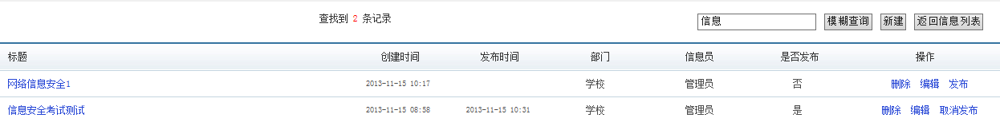 查找到 2 条记录 信息 模糊查询 新建 返回信息列表
标题 创建时间 发布时间 部门 信息员 是否发布 操作
网络信息安全1 2013-11-15 10:17 学校 管理员 否 删除 编辑 发布
信息安全考试测试 2013-11-15 08:58 2013-11-15 10:31 学校 管理员 是 删除 编辑 取消发布